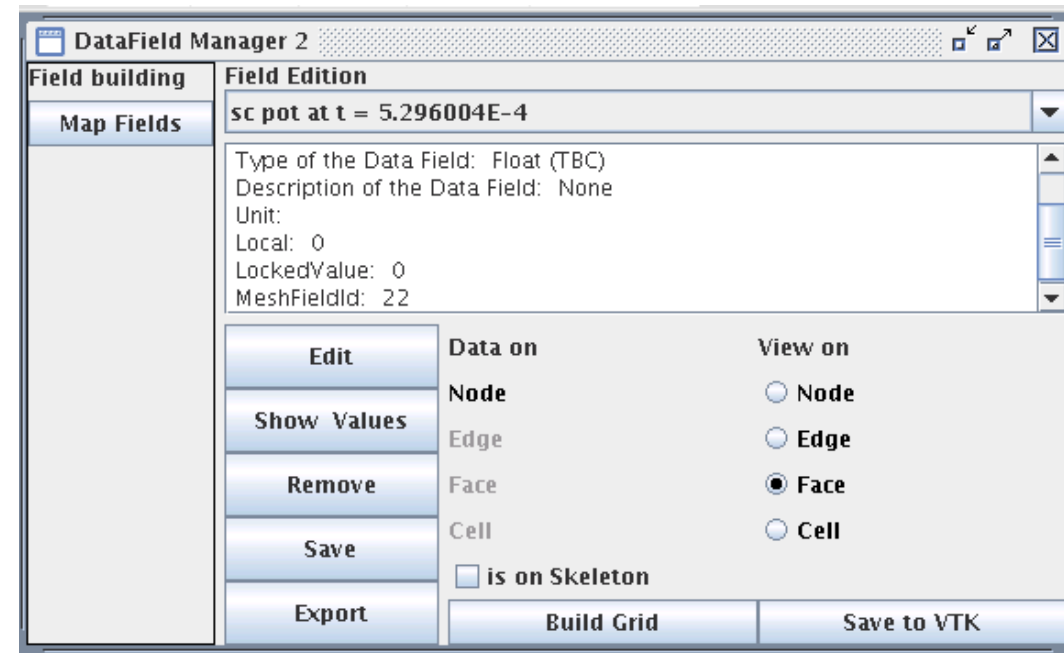 DataField Manager 2
Field building
Map Fields
Field Edition
sc pot at t = 5.296004E-4
Type of the Data Field: Float (TBC)
Description of the Data Field: None
Unit:
Local: 0
LockedValue: 0
MeshFieldId: 22
Edit
Show Values
Remove
Save
Export
Data on
Node
Edge
Face
Cell
is on Skeleton
View on
Node
Edge
Face
Cell
Build Grid
Save to VTK